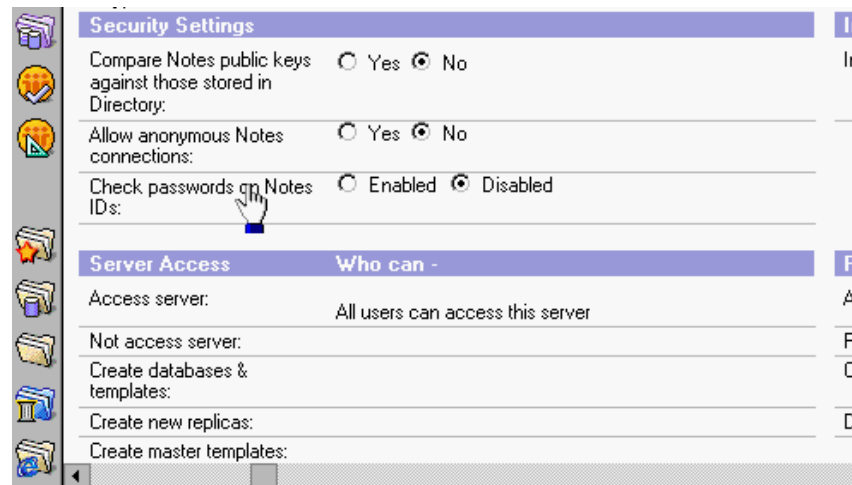 Security Settings
Compare Notes public keys
against those stored in
Directory:
Yes No
Allow anonymous Notes
connections:
Yes No
Check passwords on Notes
IDs:
Enabled Disabled
Server Access Who can -
Access server:
All users can access this server
Not access server:
Create databases &
templates:
Create new replicas:
Create master templates: